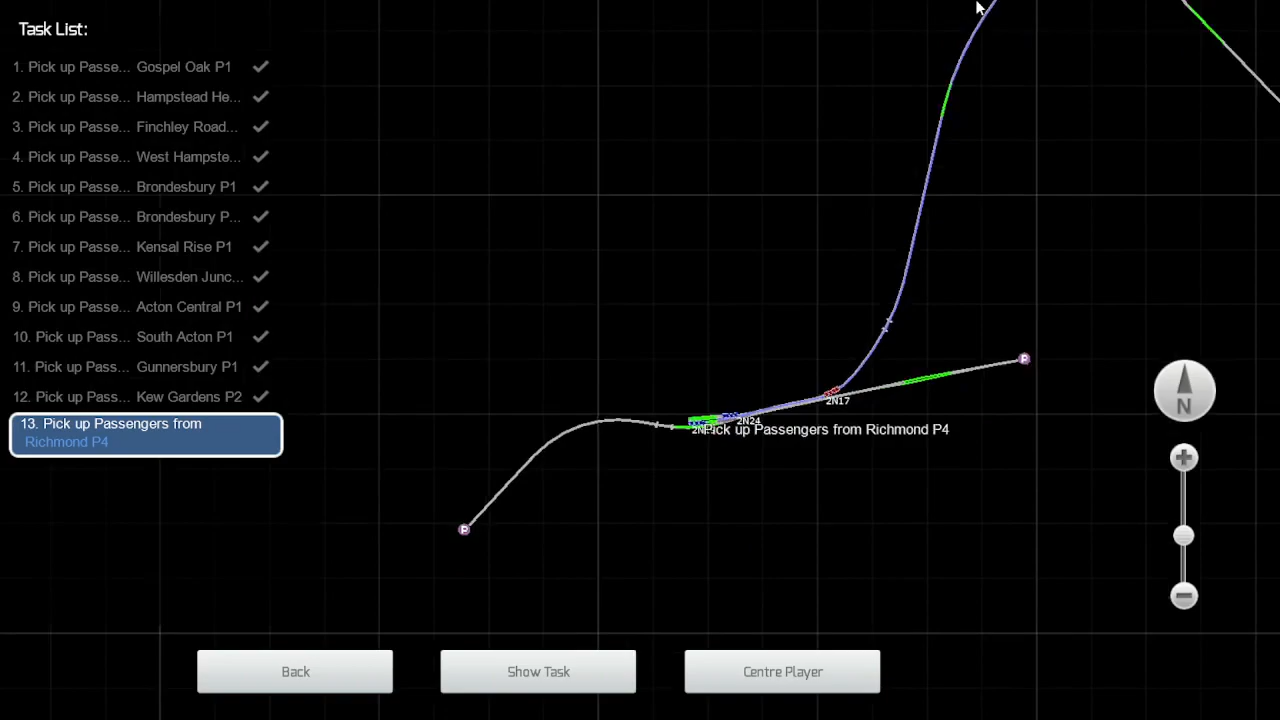 Task List:
1. Pick up Passe... Gospel Oak P1
2. Pick up Passe... Hampstead He...
3. Pick up Passe... Finchley Road...
4. Pick up Passe... West Hampste...
5. Pick up Passe... Brondesbury P1
6. Pick up Passe... Brondesbury P...
7. Pick up Passe... Kensal Rise P1
8. Pick up Passe... Willesden Junc...
9. Pick up Passe... Acton Central P1
10. Pick up Pass... South Acton P1
11. Pick up Pass... Gunnersbury P1
12. Pick up Pass... Kew Gardens P2
13. Pick up Passengers from
Richmond P4
P
2N17
2N24
up Passengers from Richmond P4
P
N
Back
Show Task
Centre Player